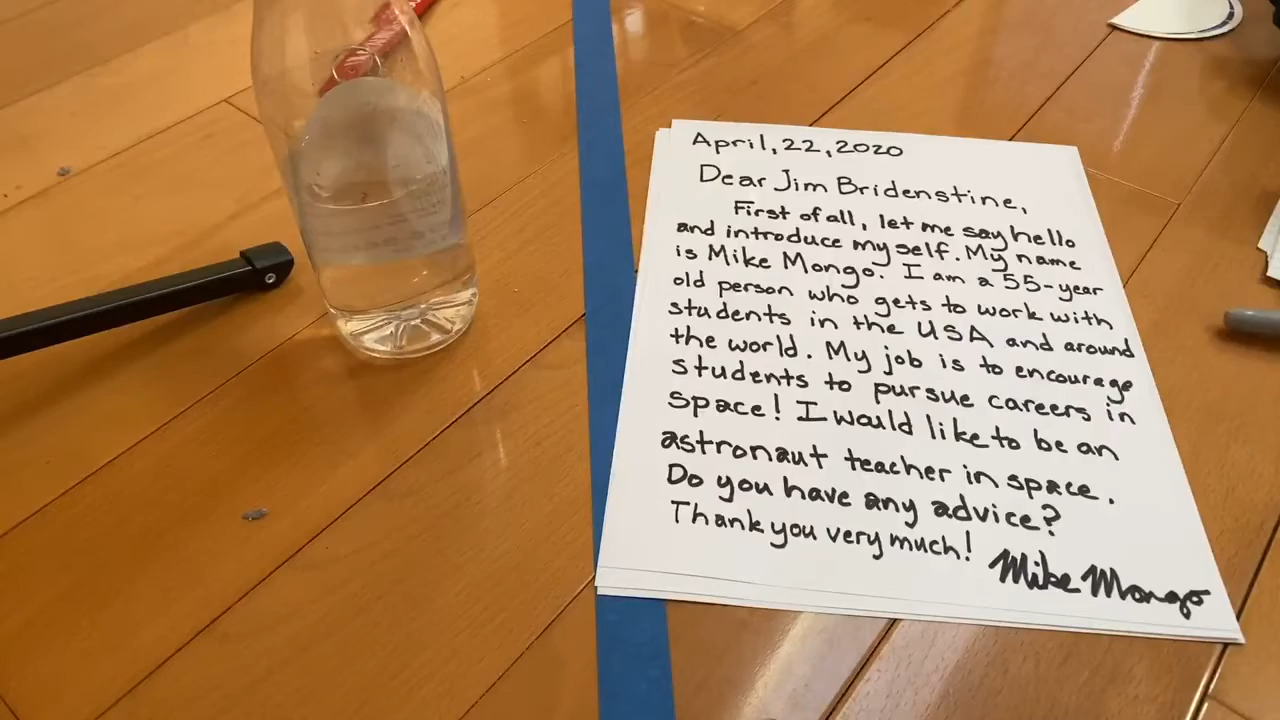 April, 22, 2020
Dear Jim Bridenstine,
First of all, let me say hello
and introduce myself. My name
is Mike Mongo. I am a 55-year
old person who gets to work with
students in the USA and around
the world. My job is to encourage
students to pursue careers in
space! I would like to be an
astronaut teacher in space.
Do you have any advice?
Thank you very much!
Mike Mongo